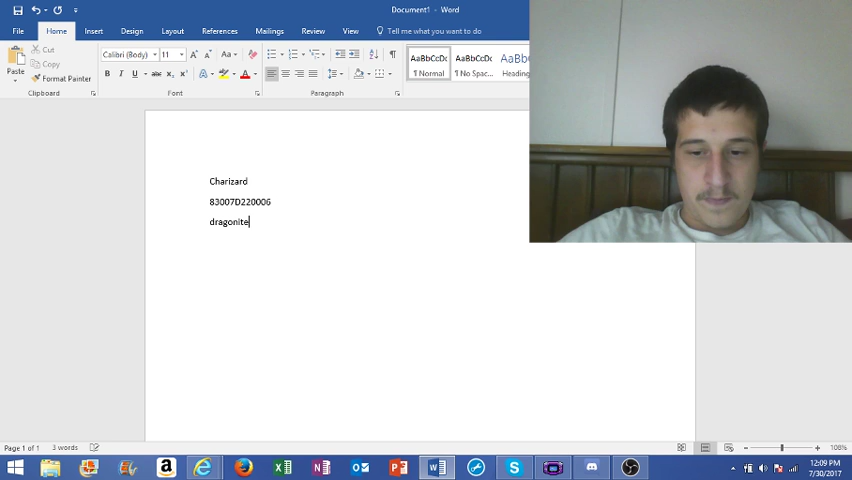 Document1 - Word
File
Home
Insert
Design
Layout
References
Mailings
Review
View
Tell me what you want to do
Paste
Cut
Copy
Format Painter
Clipboard
Calibri (Body)
11
Font
Paragraph
AaBbCcDc
¶ Normal
AaBbCcDc
¶ No Spac...
AaBbCc
Heading
Charizard
83007D220006
dragonite
Page 1 of 1
3 words
108%
12:09 PM
7/30/2017